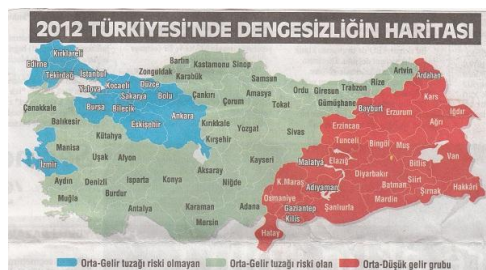 2012 TÜRKİYESİ'NDE DENGESİZLİĞİN HARİTASI
Kırklareli
Edirne
Tekirdağ
İstanbul
Yalova
Kocaeli
Düzce
Sakarya
Bolu
Bursa
Bilecik
Eskişehir
Ankara
Zonguldak
Bartın
Karabük
Kastamonu
Sinop
Çankırı
Çorum
Samsun
Amasya
Tokat
Ordu
Giresun
Trabzon
Gümüşhane
Rize
Artvin
Ardahan
Kars
Bayburt
Erzurum
Iğdır
Ağrı
Çanakkale
Balıkesir
Kütahya
Kırıkkale
Kırşehir
Yozgat
Sivas
Erzincan
Tunceli
Bingöl
Muş
Van
Manisa
İzmir
Uşak
Afyon
Aksaray
Kayseri
Malatya
Elazığ
Bitlis
Diyarbakır
Batman
Siirt
Şırnak
Hakkâri
Aydın
Denizli
Isparta
Konya
Niğde
K.Maraş
Adıyaman
Mardin
Burdur
Muğla
Antalya
Karaman
Mersin
Adana
Osmaniye
Gaziantep
Kilis
Şanlıurfa
Hatay
Orta-Gelir tuzağı riski olmayan
Orta-Gelir tuzağı riski olan
Orta-Düşük gelir grubu